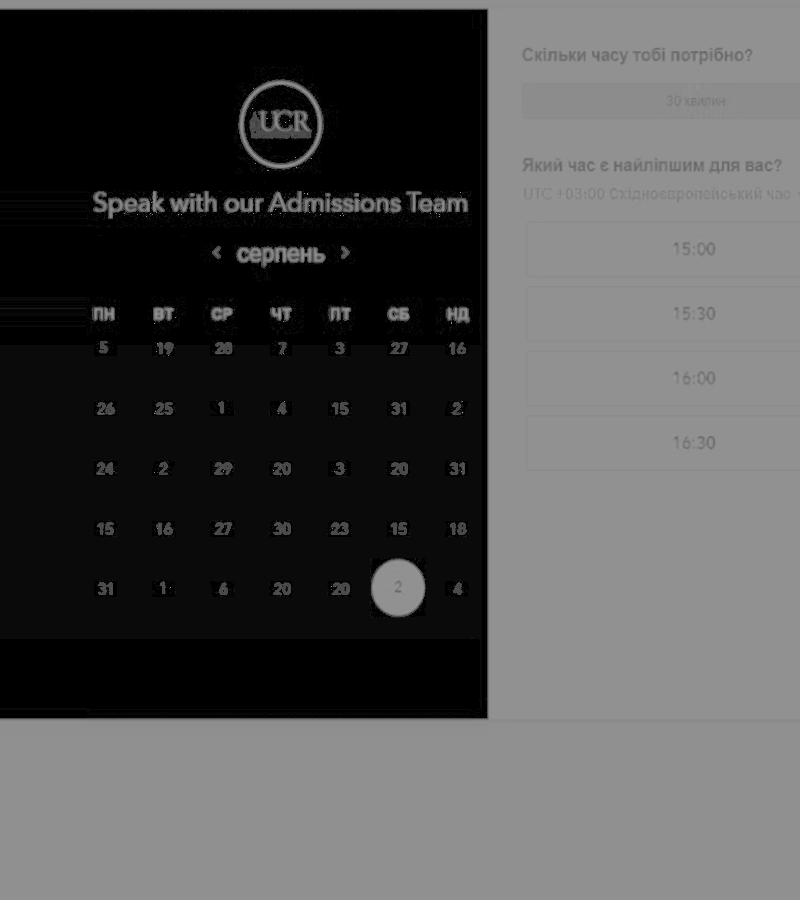 UCR
Speak with our Admissions Team
< серпень >
ПН ВТ СР ЧТ ПТ СБ НД
5 19 28 7 3 27 16
26 25 1 4 15 31 2
24 2 29 20 3 20 31
15 16 27 30 23 15 18
31 1 6 20 20 2 4
Скільки часу тобі потрібно?
30 хвилин
Який час є найліпшим для вас?
UTC +03:00 Східноєвропейський час
15:00
15:30
16:00
16:30